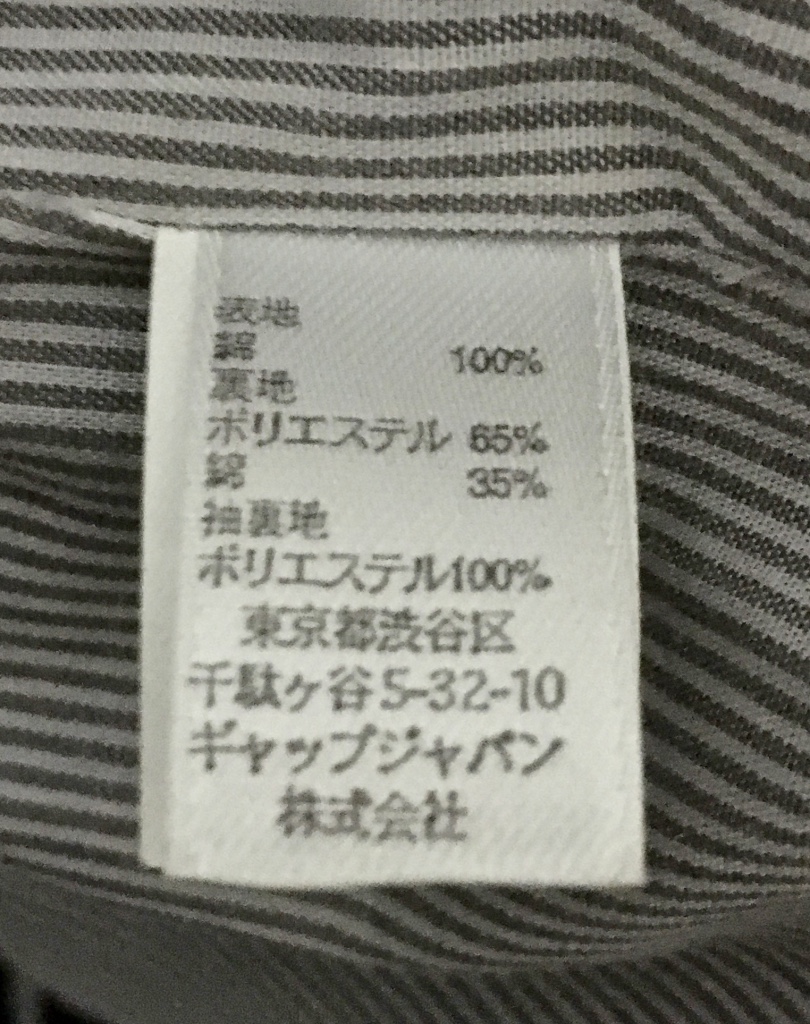 表地
綿 100%
裏地
ポリエステル 65%
綿 35%
袖裏地
ポリエステル100%
東京都渋谷区
千駄ヶ谷5-32-10
ギャップジャパン
株式会社